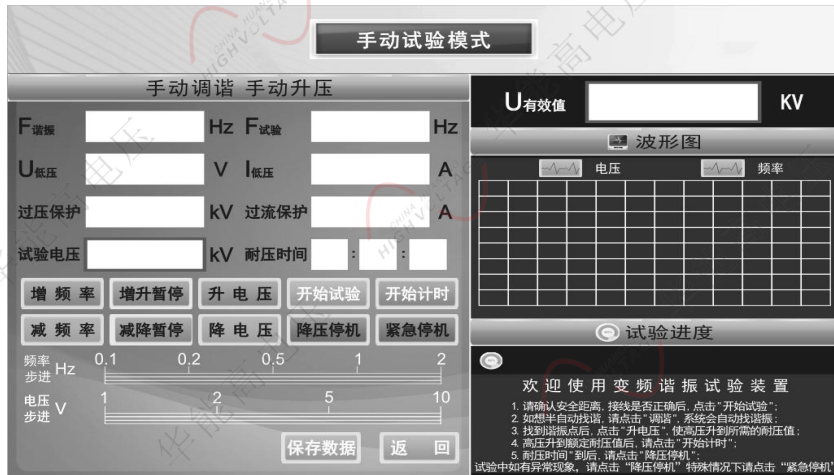 手动试验模式
手动调谐 手动升压
F谐振 Hz F试验 Hz
U低压 V I低压 A
过压保护 kV 过流保护 A
试验电压 kV 耐压时间 : :
增 频 率 增升暂停 升 电 压 开始试验 开始计时
减 频 率 减降暂停 降 电 压 降压停机 紧急停机
频率步进 Hz 0.1 0.2 0.5 1 2
电压步进 V 1 2 5 10
保存数据 返 回
U有效值 KV
波形图
电压 频率
试验进度
欢迎使用变频谐振试验装置
1. 请确认安全距离, 接线是否正确后, 点击"开始试验";
2. 如想半自动找谐, 请点击"调谐", 系统会自动找谐振;
3. 找到谐振点后, 点击"升电压", 使高压升到所需的耐压值;
4. 高压升到额定耐压值后, 请点击"开始计时";
5. 耐压时间"到后, 请点击"降压停机";
试验中如有异常现象, 请点击"降压停机" 特殊情况下请点击"紧急停机"
华能高电压
CHINA HUANENG
HIGHVOLTAGE